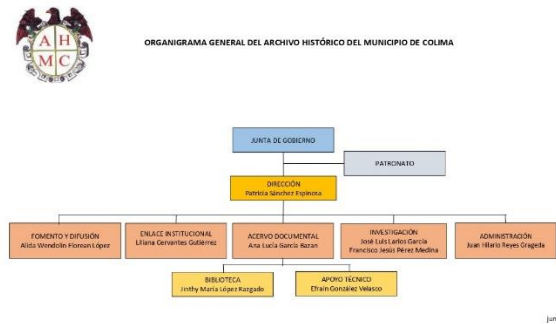 A H
M C
ORGANIGRAMA GENERAL DEL ARCHIVO HISTÓRICO DEL MUNICIPIO DE COLIMA
JUNTA DE GOBIERNO
PATRONATO
DIRECCIÓN
Patricia Sánchez Espinosa
FOMENTO Y DIFUSIÓN
Alida Wendolin Florean López
ENLACE INSTITUCIONAL
Liliana Cervantes Gutiérrez
ACERVO DOCUMENTAL
Ana Lucía García Bazan
INVESTIGACIÓN
José Luis Larios García
Francisco Jesús Pérez Medina
ADMINISTRACIÓN
Juan Hilario Reyes Grageda
BIBLIOTECA
Jinthy María López Razgado
APOYO TÉCNICO
Efraín González Velasco